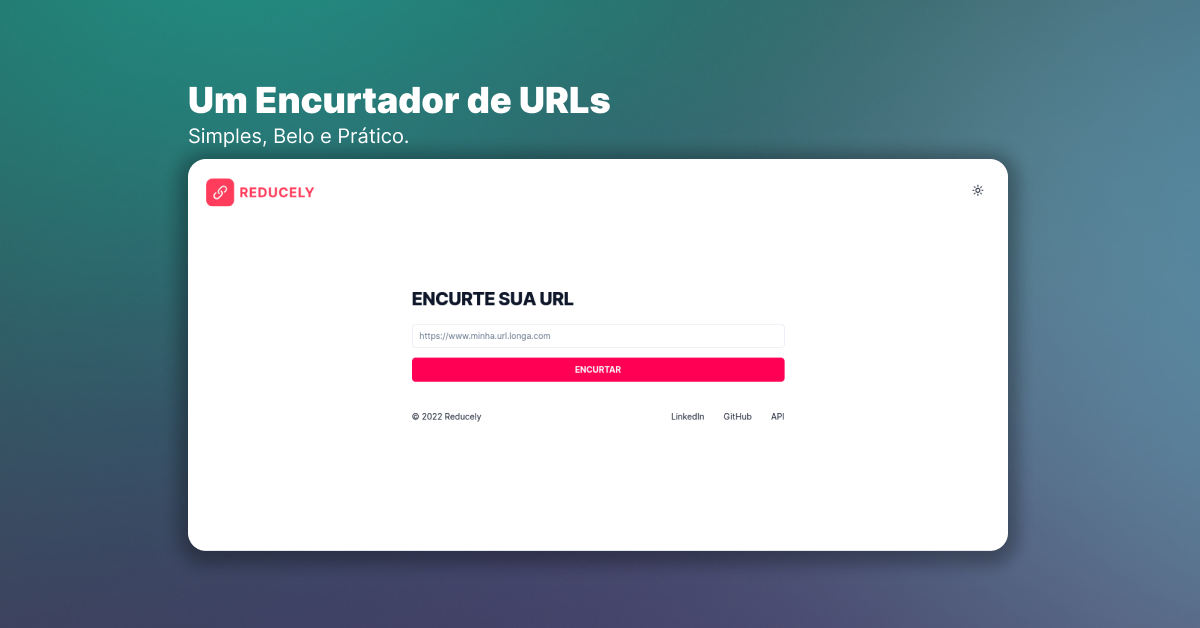 Um Encurtador de URLs
Simples, Belo e Prático.
REDUCELY
ENCURTE SUA URL
https://www.minha.url.longa.com
ENCURTAR
© 2022 Reducely LinkedIn GitHub API